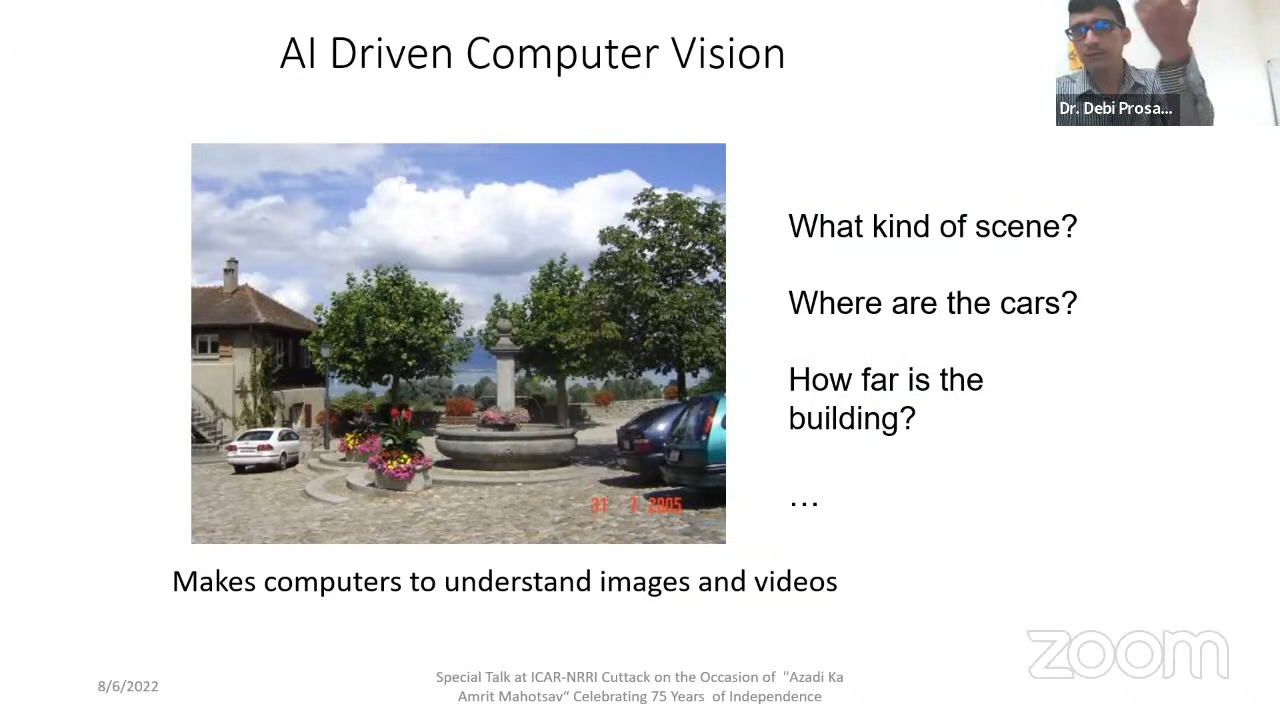 AI Driven Computer Vision
Dr. Debi Prosa...
What kind of scene?
Where are the cars?
How far is the
building?
…
31 7 2005
Makes computers to understand images and videos
zoom
8/6/2022
Special Talk at ICAR-NRRI Cuttack on the Occasion of "Azadi Ka
Amrit Mahotsav“ Celebrating 75 Years of Independence